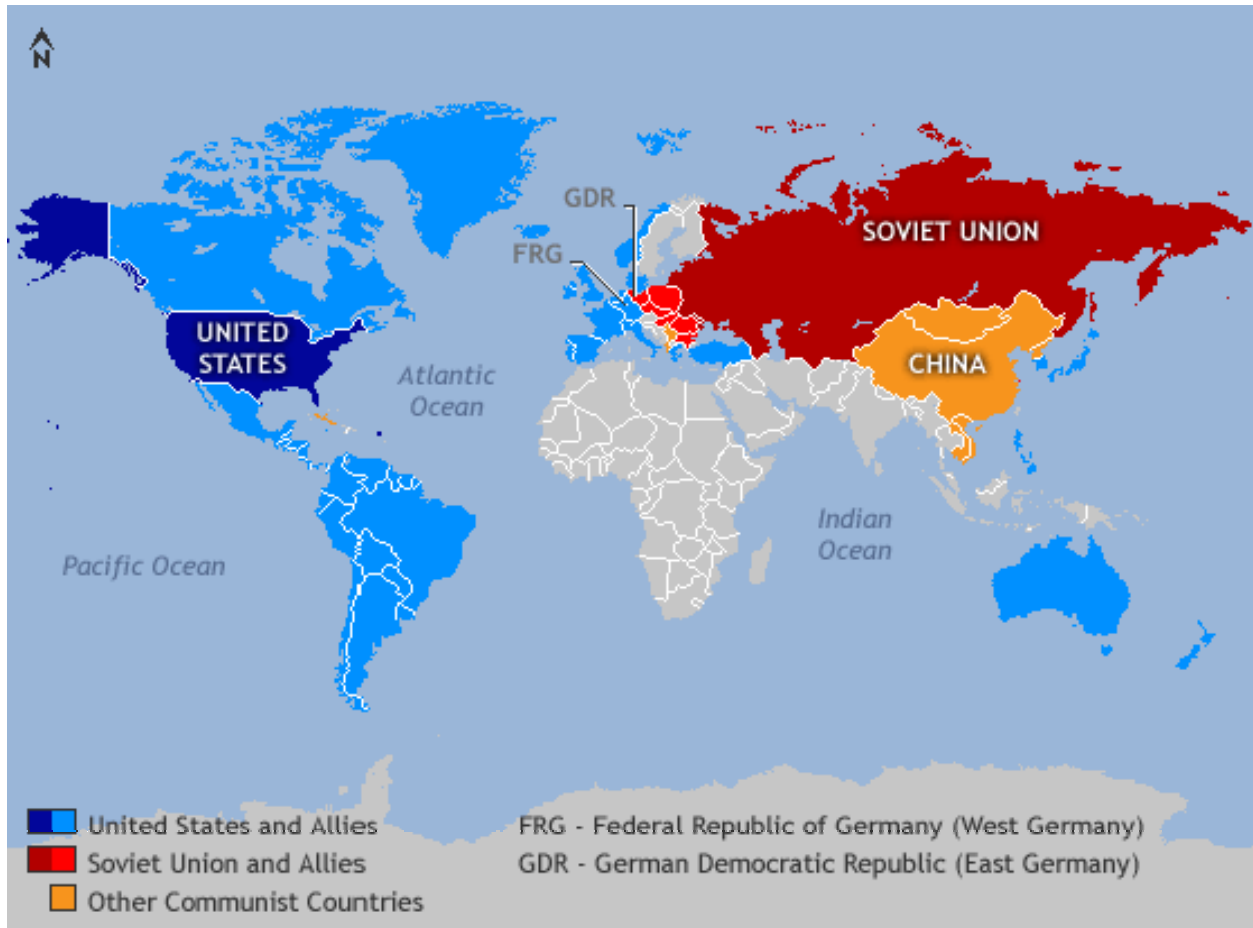 N
GDR
SOVIET UNION
FRG
UNITED
STATES
CHINA
Atlantic
Ocean
Indian
Ocean
Pacific Ocean
United States and Allies
Soviet Union and Allies
Other Communist Countries
FRG - Federal Republic of Germany (West Germany)
GDR - German Democratic Republic (East Germany)